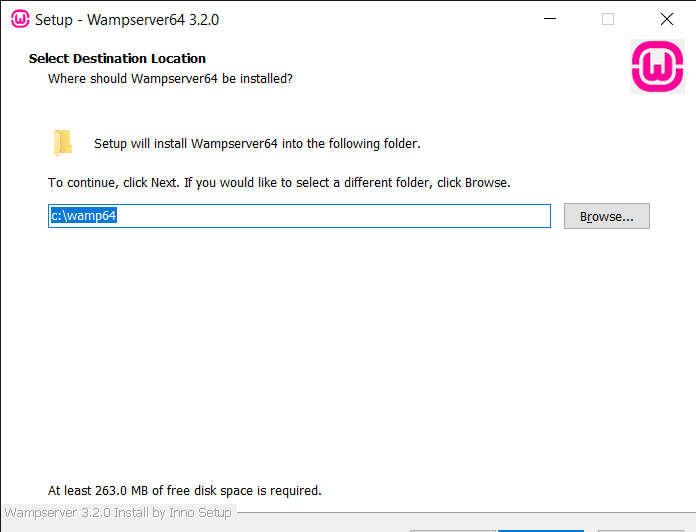 Setup - Wampserver64 3.2.0
Select Destination Location
Where should Wampserver64 be installed?
Setup will install Wampserver64 into the following folder.
To continue, click Next. If you would like to select a different folder, click Browse.
c:\wamp64
Browse...
At least 263.0 MB of free disk space is required.
Wampserver 3.2.0 Install by Inno Setup